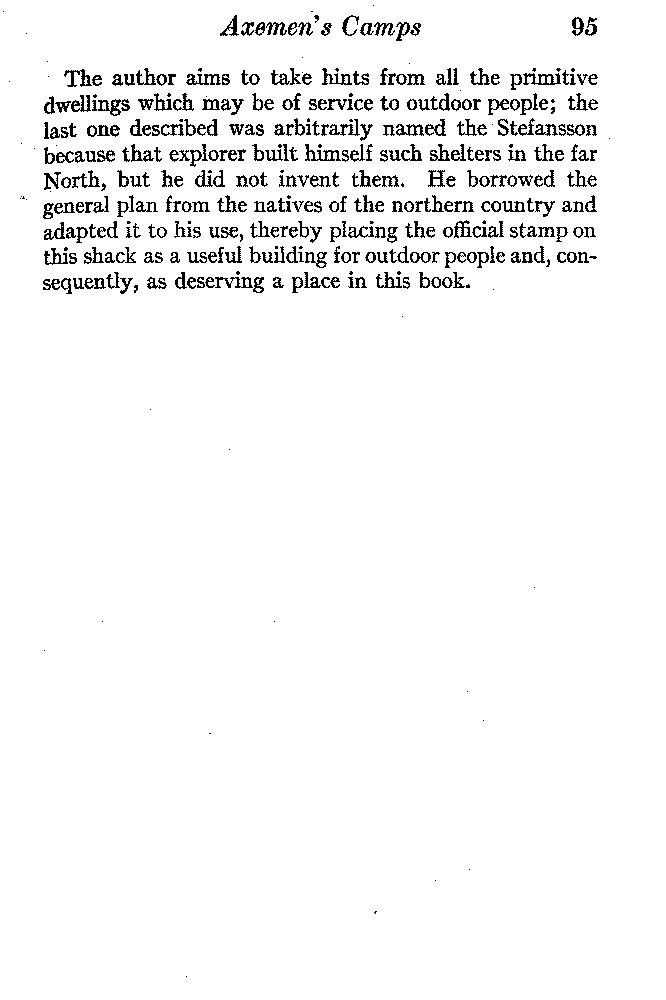 Axemen's Camps 95
The author aims to take hints from all the primitive
dwellings which may be of service to outdoor people; the
last one described was arbitrarily named the Stefansson
because that explorer built himself such shelters in the far
North, but he did not invent them. He borrowed the
general plan from the natives of the northern country and
adapted it to his use, thereby placing the official stamp on
this shack as a useful building for outdoor people and, con-
sequently, as deserving a place in this book.